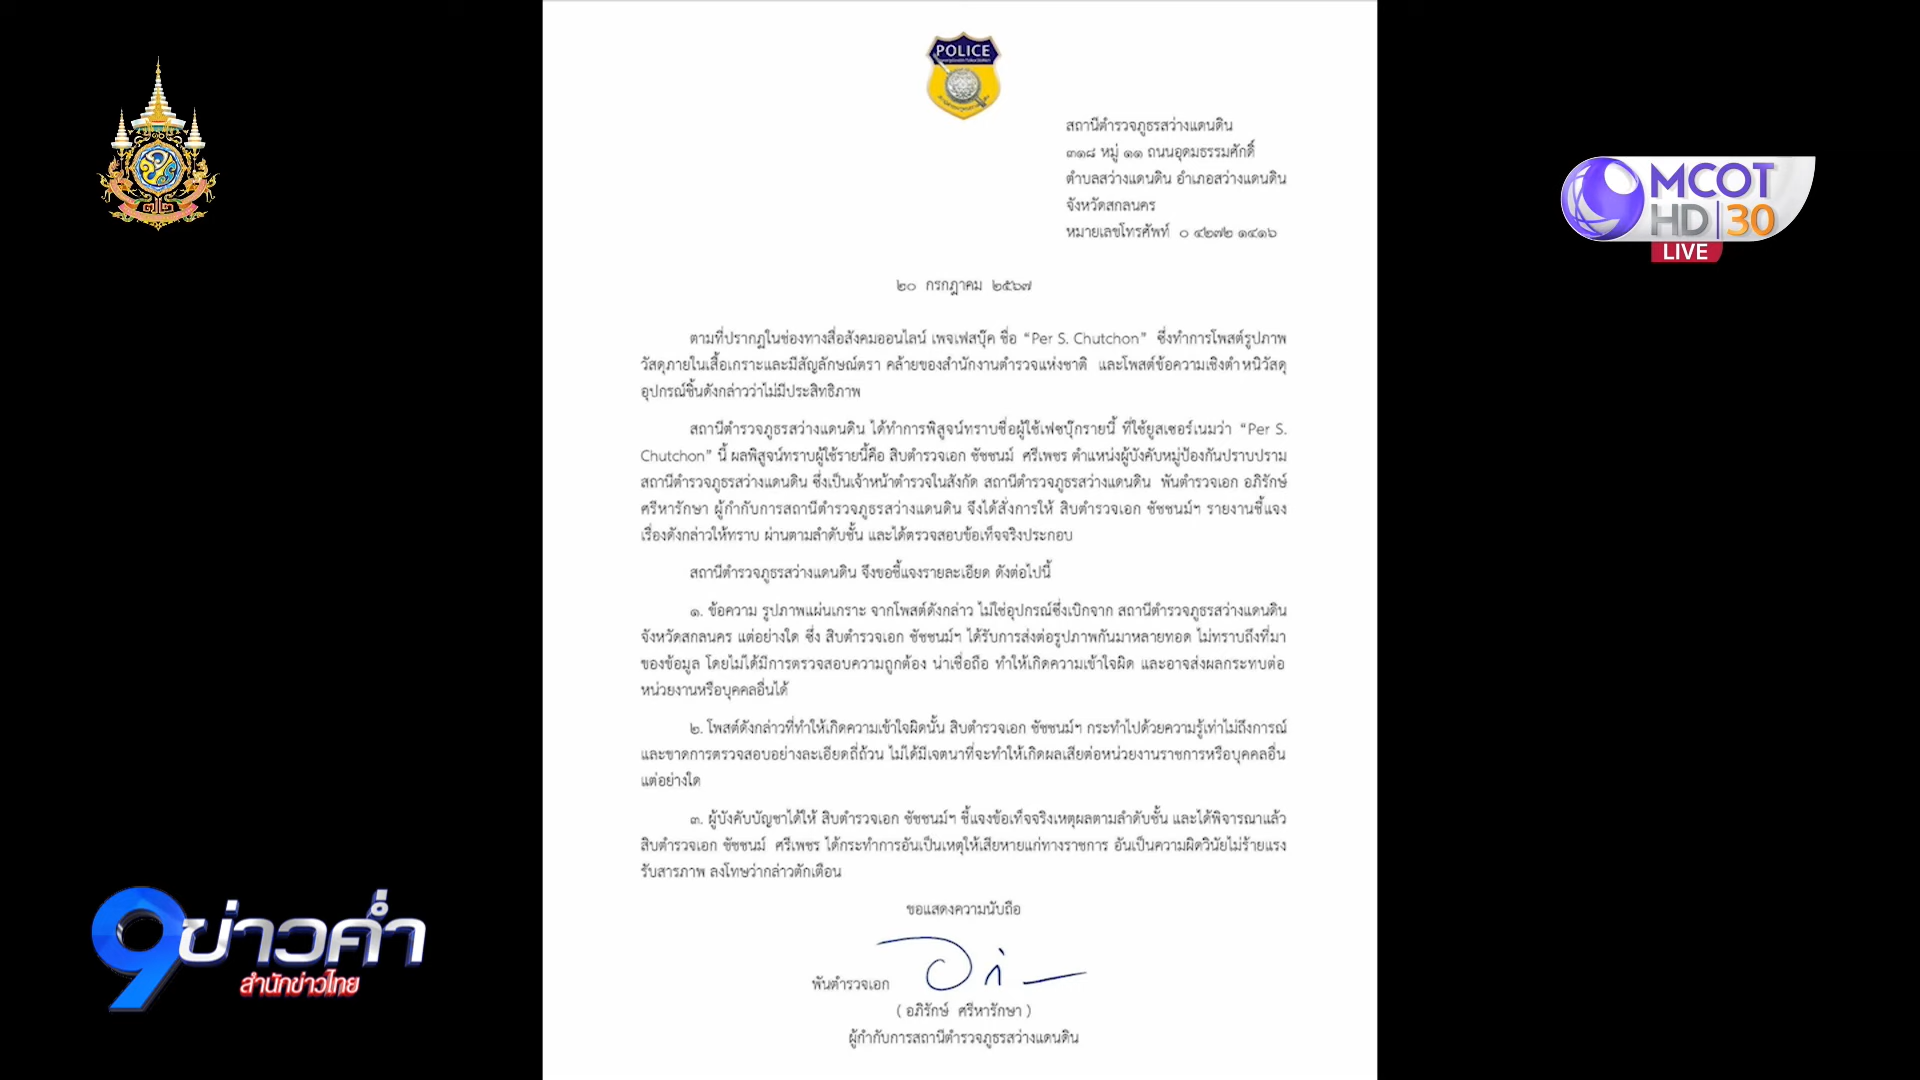 POLICE
สถานีตำรวจภูธรสว่างแดนดิน
๓๑๘ หมู่ ๑๑ ถนนอุดมธรรมศักดิ์
ตำบลสว่างแดนดิน อำเภอสว่างแดนดิน
จังหวัดสกลนคร
หมายเลขโทรศัพท์ ๐ ๔๒๗๒ ๑๔๑๖
MCOT
HD 30
LIVE
๗๒
๒๐ กรกฎาคม ๒๕๖๗
ตามที่ปรากฏในช่องทางสื่อสังคมออนไลน์ เพจเฟสบุ๊ค ชื่อ “Per S. Chutchon” ซึ่งทำการโพสต์รูปภาพ
วัสดุภายในเสื้อเกราะและมีสัญลักษณ์ตรา คล้ายของสำนักงานตำรวจแห่งชาติ และโพสต์ข้อความเชิงตำหนิวัสดุ
อุปกรณ์ชิ้นดังกล่าวว่าไม่มีประสิทธิภาพ
สถานีตำรวจภูธรสว่างแดนดิน ได้ทำการพิสูจน์ทราบชื่อผู้ใช้เฟซบุ๊กรายนี้ ที่ใช้ยูสเซอร์เนมว่า “Per S.
Chutchon” นี้ ผลพิสูจน์ทราบผู้ใช้รายนี้คือ สิบตำรวจเอก ชัชชนม์ ศรีเพชร ตำแหน่งผู้บังคับหมู่ป้องกันปราบปราม
สถานีตำรวจภูธรสว่างแดนดิน ซึ่งเป็นเจ้าหน้าตำรวจในสังกัด สถานีตำรวจภูธรสว่างแดนดิน พันตำรวจเอก อภิรักษ์
ศรีหารักษา ผู้กำกับการสถานีตำรวจภูธรสว่างแดนดิน จึงได้สั่งการให้ สิบตำรวจเอก ชัชชนม์ฯ รายงานชี้แจง
เรื่องดังกล่าวให้ทราบ ผ่านตามลำดับชั้น และได้ตรวจสอบข้อเท็จจริงประกอบ
สถานีตำรวจภูธรสว่างแดนดิน จึงขอชี้แจงรายละเอียด ดังต่อไปนี้
๑. ข้อความ รูปภาพแผ่นเกราะ จากโพสต์ดังกล่าว ไม่ใช่อุปกรณ์ซึ่งเบิกจาก สถานีตำรวจภูธรสว่างแดนดิน
จังหวัดสกลนคร แต่อย่างใด ซึ่ง สิบตำรวจเอก ชัชชนม์ฯ ได้รับการส่งต่อรูปภาพกันมาหลายทอด ไม่ทราบถึงที่มา
ของข้อมูล โดยไม่ได้มีการตรวจสอบความถูกต้อง น่าเชื่อถือ ทำให้เกิดความเข้าใจผิด และอาจส่งผลกระทบต่อ
หน่วยงานหรือบุคคลอื่นได้
๒. โพสต์ดังกล่าวที่ทำให้เกิดความเข้าใจผิดนั้น สิบตำรวจเอก ชัชชนม์ฯ กระทำไปด้วยความรู้เท่าไม่ถึงการณ์
และขาดการตรวจสอบอย่างละเอียดถี่ถ้วน ไม่ได้มีเจตนาที่จะทำให้เกิดผลเสียต่อหน่วยงานราชการหรือบุคคลอื่น
แต่อย่างใด
๓. ผู้บังคับบัญชาได้ให้ สิบตำรวจเอก ชัชชนม์ฯ ชี้แจงข้อเท็จจริงเหตุผลตามลำดับชั้น และได้พิจารณาแล้ว
สิบตำรวจเอก ชัชชนม์ ศรีเพชร ได้กระทำการอันเป็นเหตุให้เสียหายแก่ทางราชการ อันเป็นความผิดวินัยไม่ร้ายแรง
รับสารภาพ ลงโทษว่ากล่าวตักเตือน
ขอแสดงความนับถือ
พันตำรวจเอก
( อภิรักษ์ ศรีหารักษา )
ผู้กำกับการสถานีตำรวจภูธรสว่างแดนดิน
9 ข่าวค่ำ
สำนักข่าวไทย